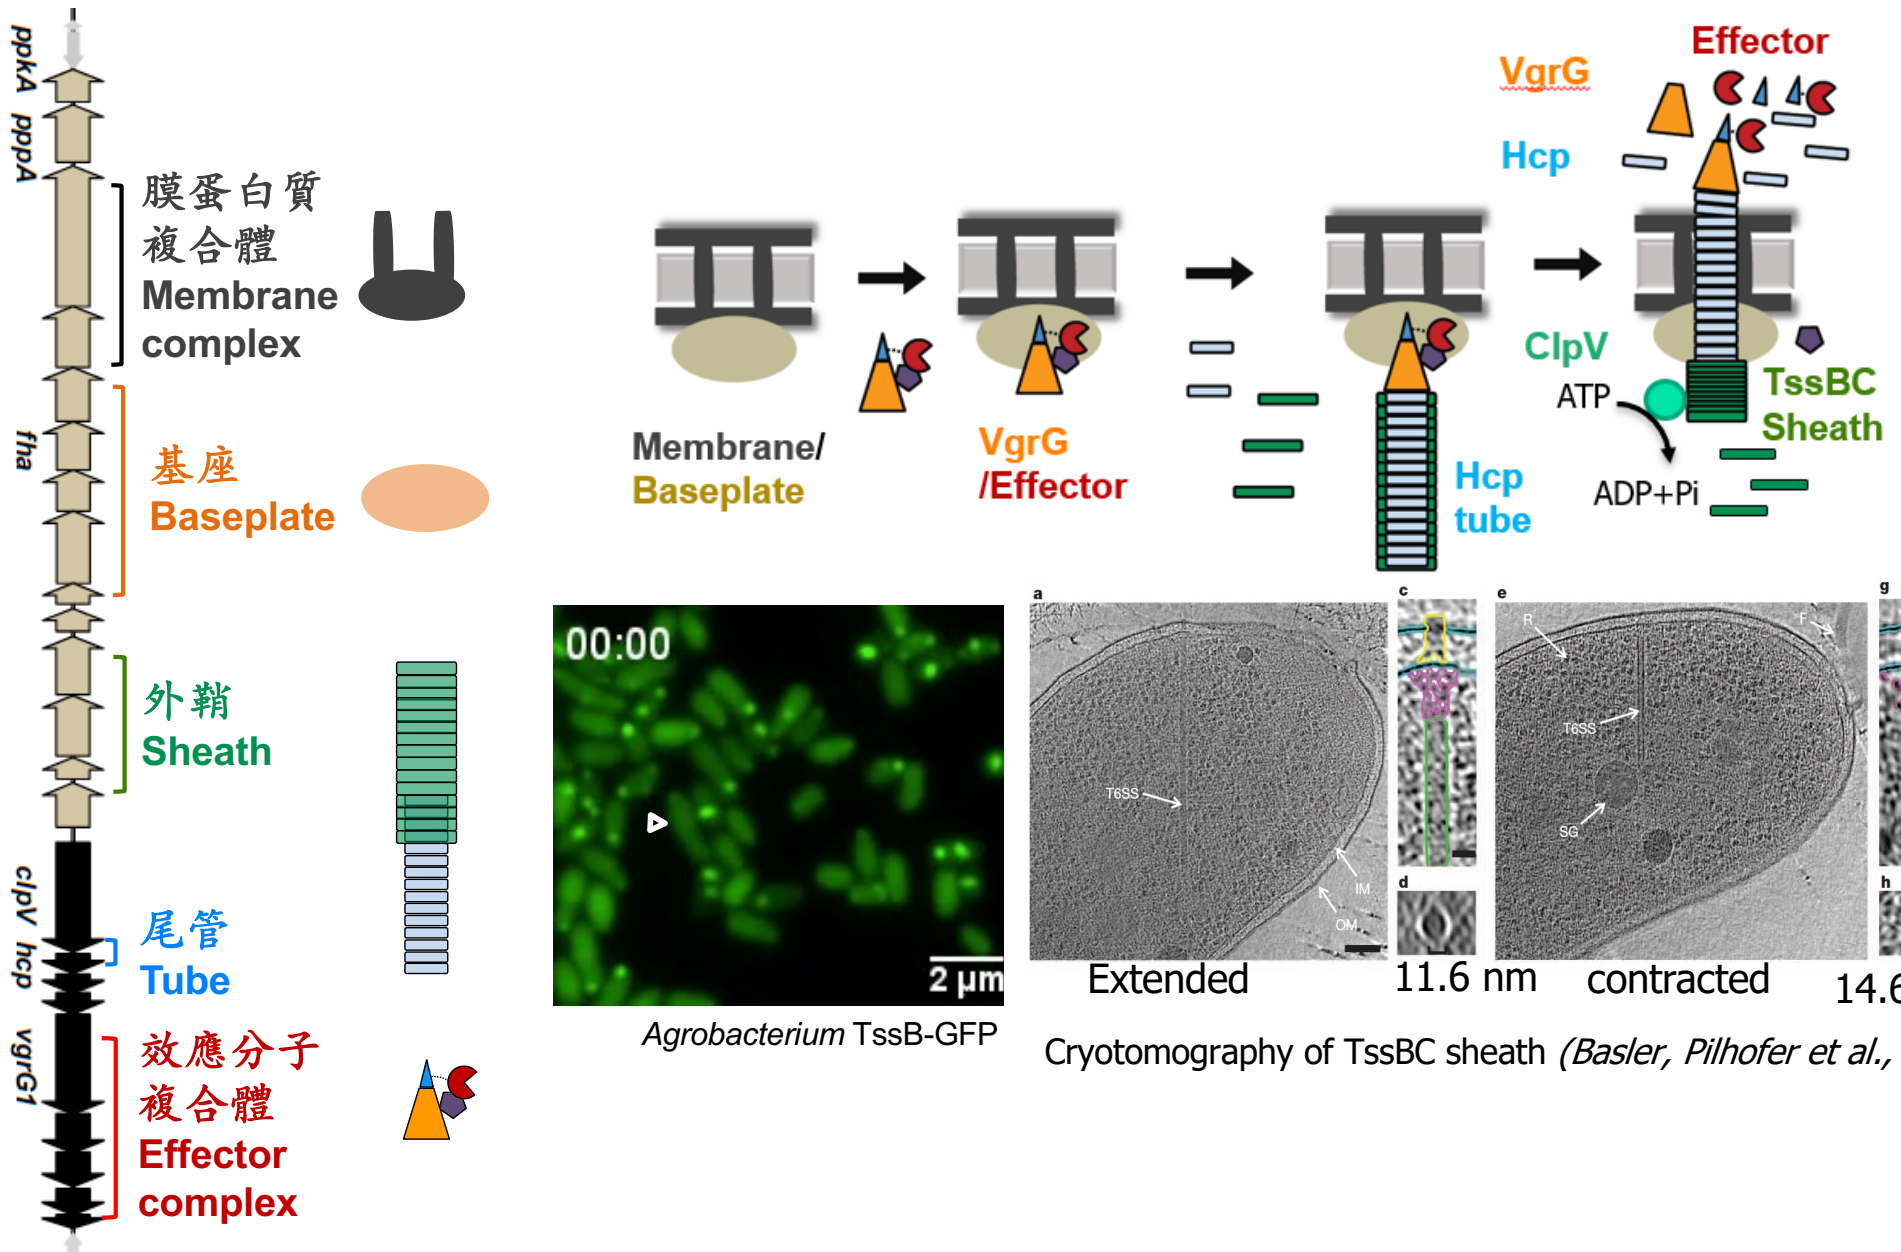 ppkA
pppA
fha
clpV
hcp
vgrG1
膜蛋白質
複合體
Membrane
complex
基座
Baseplate
外鞘
Sheath
尾管
Tube
效應分子
複合體
Effector
complex
Membrane/
Baseplate
VgrG
/Effector
Hcp
tube
VgrG
Effector
Hcp
ClpV
ATP
ADP+Pi
TssBC
Sheath
00:00
2 μm
Agrobacterium TssB-GFP
a
T6SS
IM
OM
c
d
e
R
F
T6SS
SG
g
h
Extended
11.6 nm
contracted
14.6
Cryotomography of TssBC sheath (Basler, Pilhofer et al.,